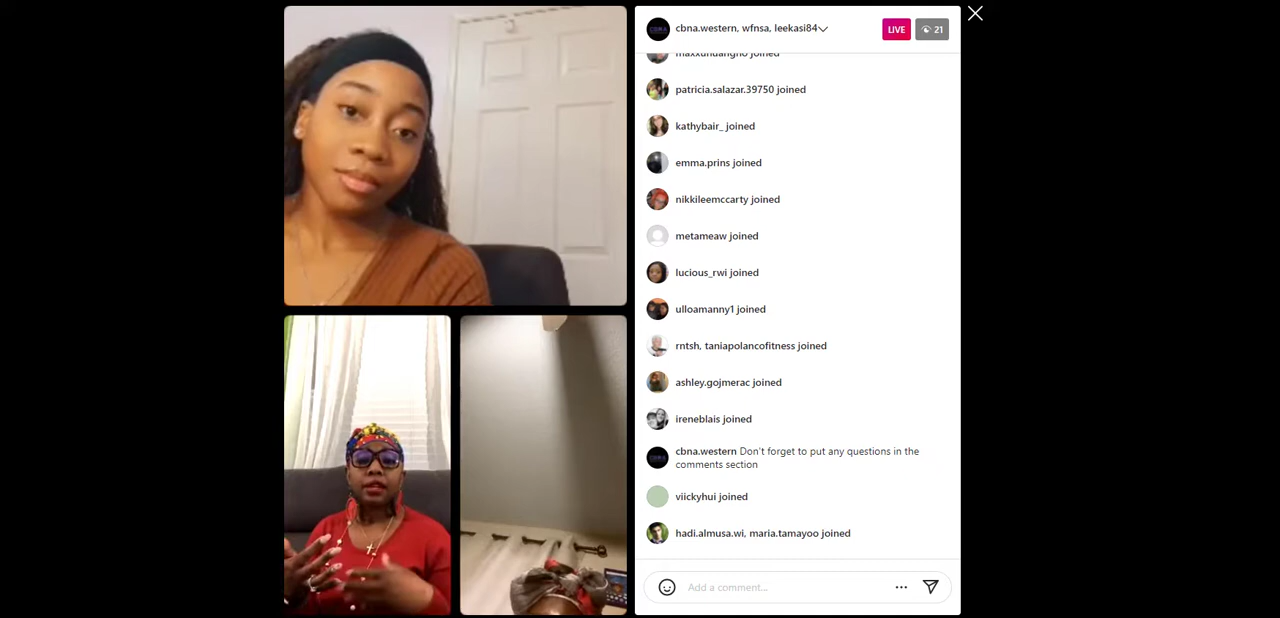 cbna.western, wfnsa, leekasi84
LIVE
21
maxxuhuangho joined
patricia.salazar.39750 joined
kathybair_ joined
emma.prins joined
nikkileemccarty joined
metameaw joined
lucious_rwi joined
ulloamanny1 joined
rntsh, taniapolancofitness joined
ashley.gojmerac joined
ireneblais joined
cbna.western Don't forget to put any questions in the
comments section
viickyhui joined
hadi.almusa.wi, maria.tamayoo joined
Add a comment...